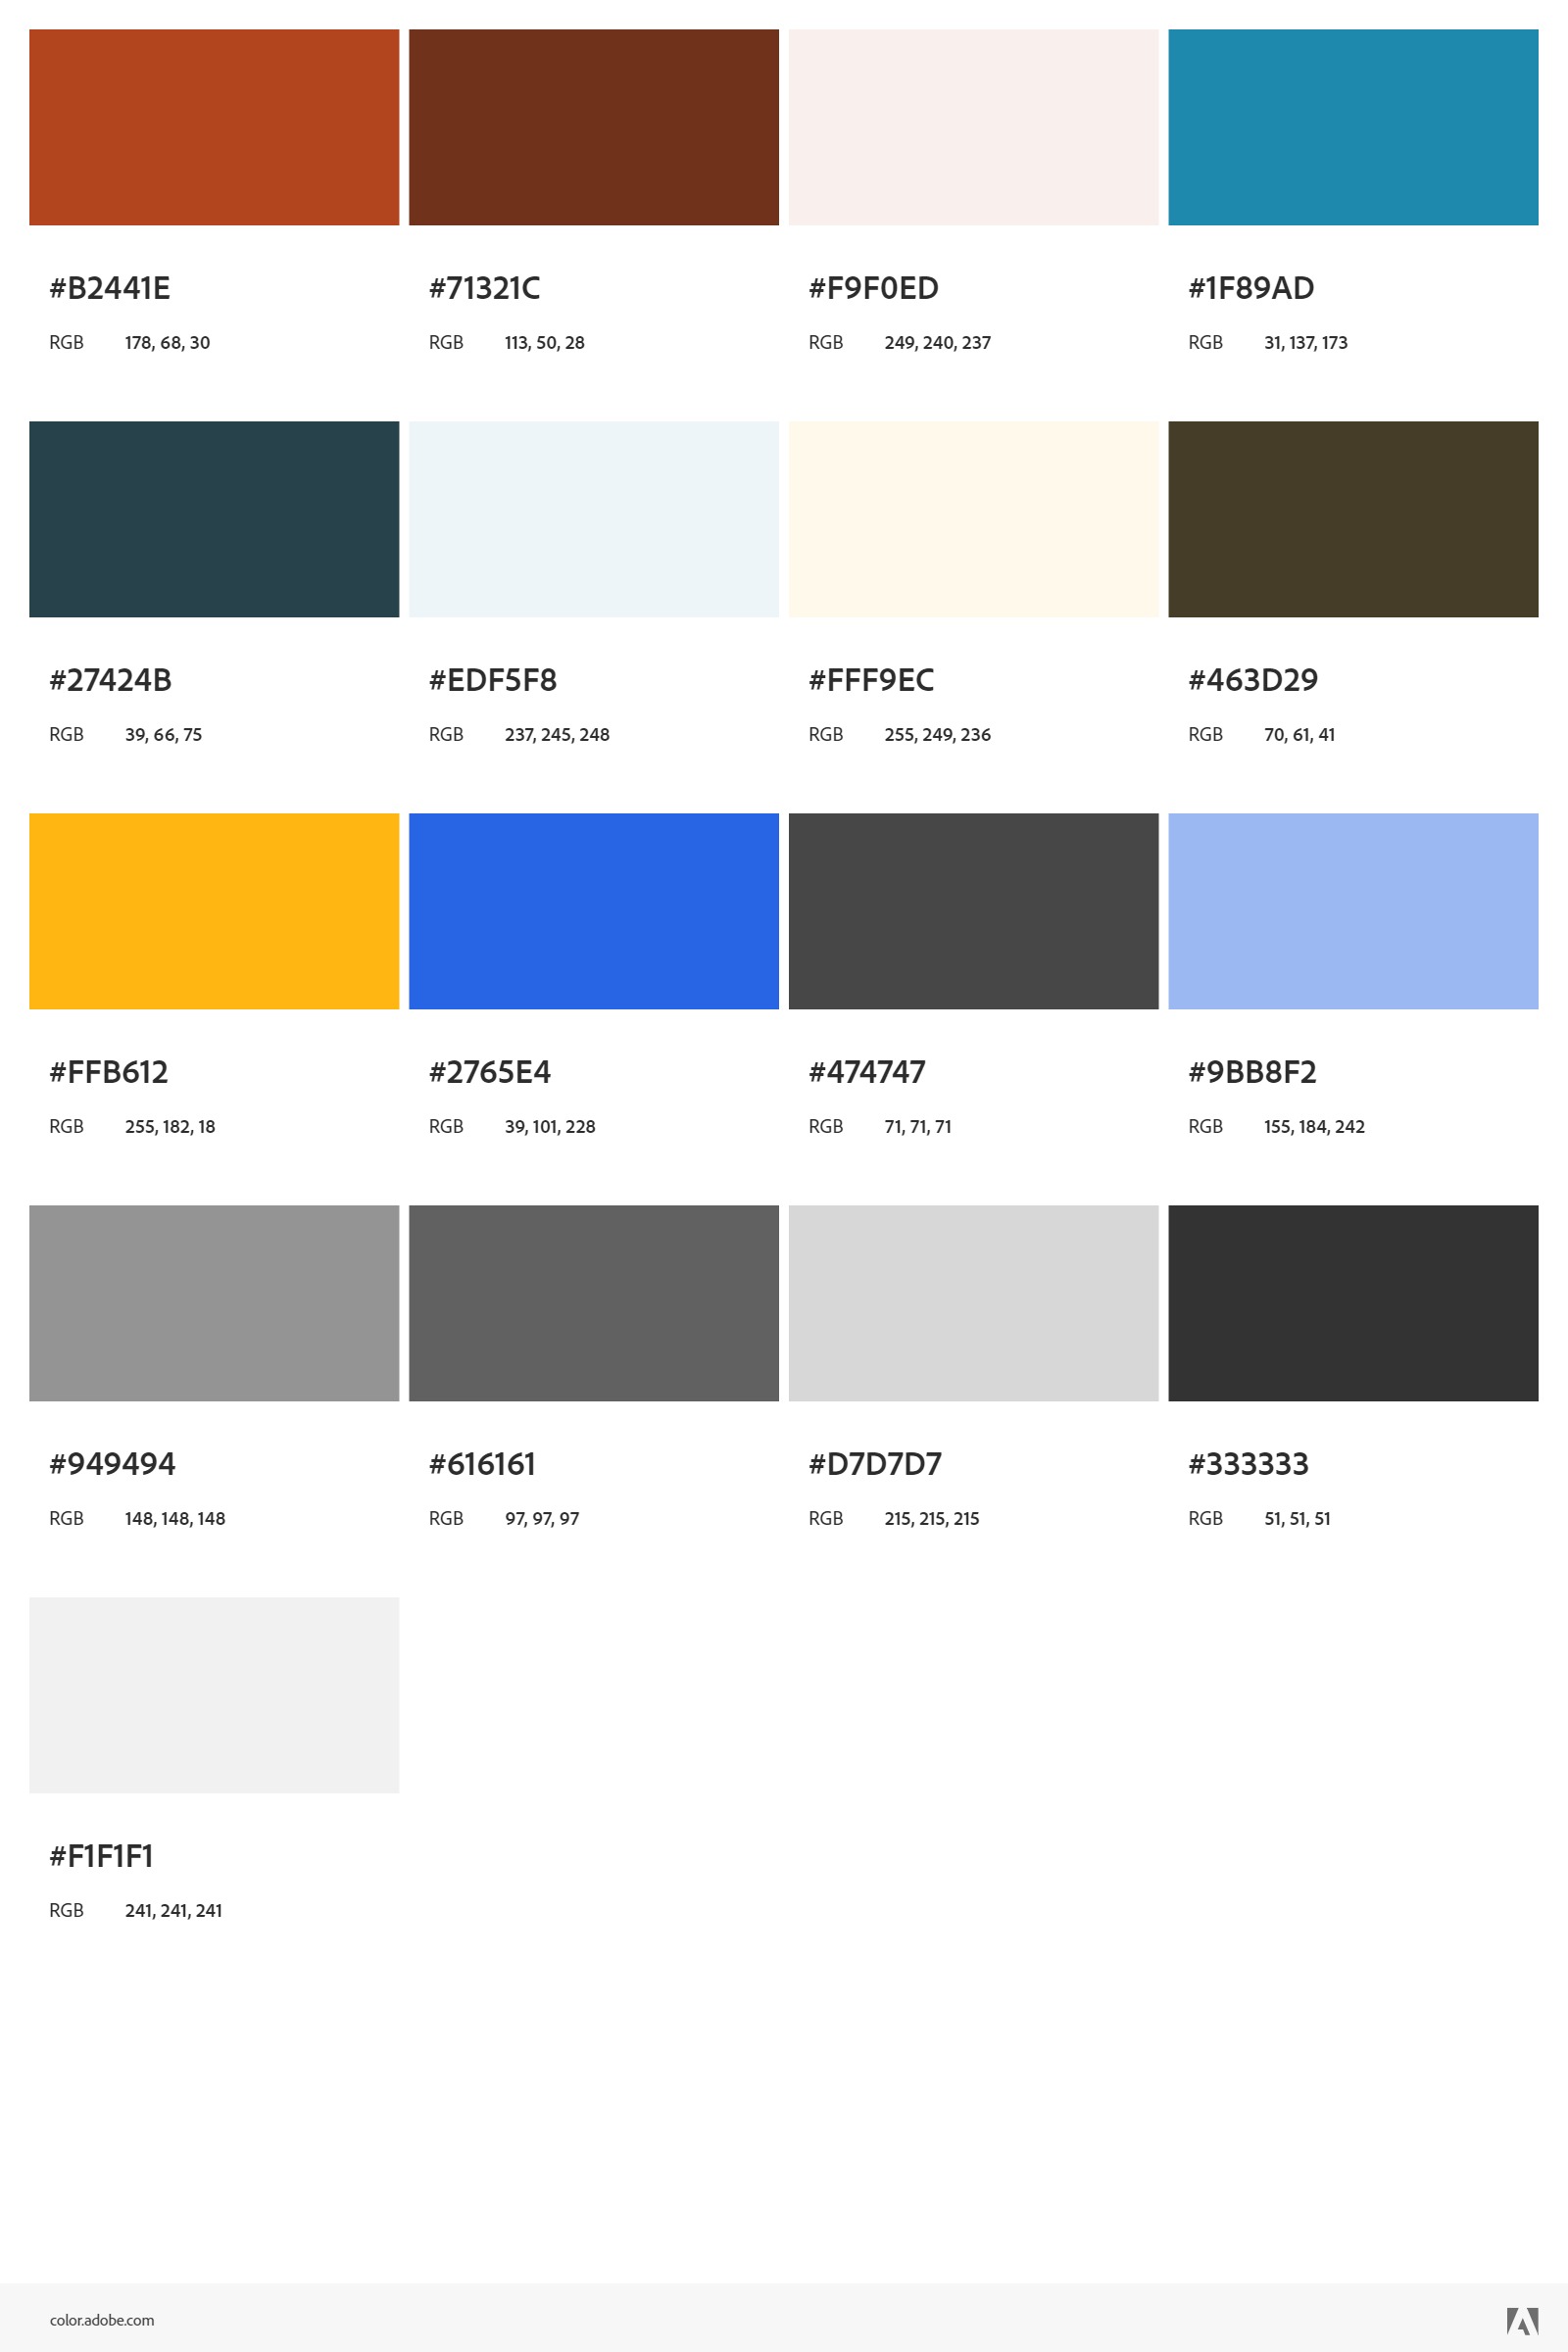 #B2441E #71321C #F9F0ED #1F89AD
RGB 178, 68, 30 RGB 113, 50, 28 RGB 249, 240, 237 RGB 31, 137, 173
#27424B #EDF5F8 #FFF9EC #463D29
RGB 39, 66, 75 RGB 237, 245, 248 RGB 255, 249, 236 RGB 70, 61, 41
#FFB612 #2765E4 #474747 #9BB8F2
RGB 255, 182, 18 RGB 39, 101, 228 RGB 71, 71, 71 RGB 155, 184, 242
#949494 #616161 #D7D7D7 #333333
RGB 148, 148, 148 RGB 97, 97, 97 RGB 215, 215, 215 RGB 51, 51, 51
#F1F1F1
RGB 241, 241, 241
color.adobe.com